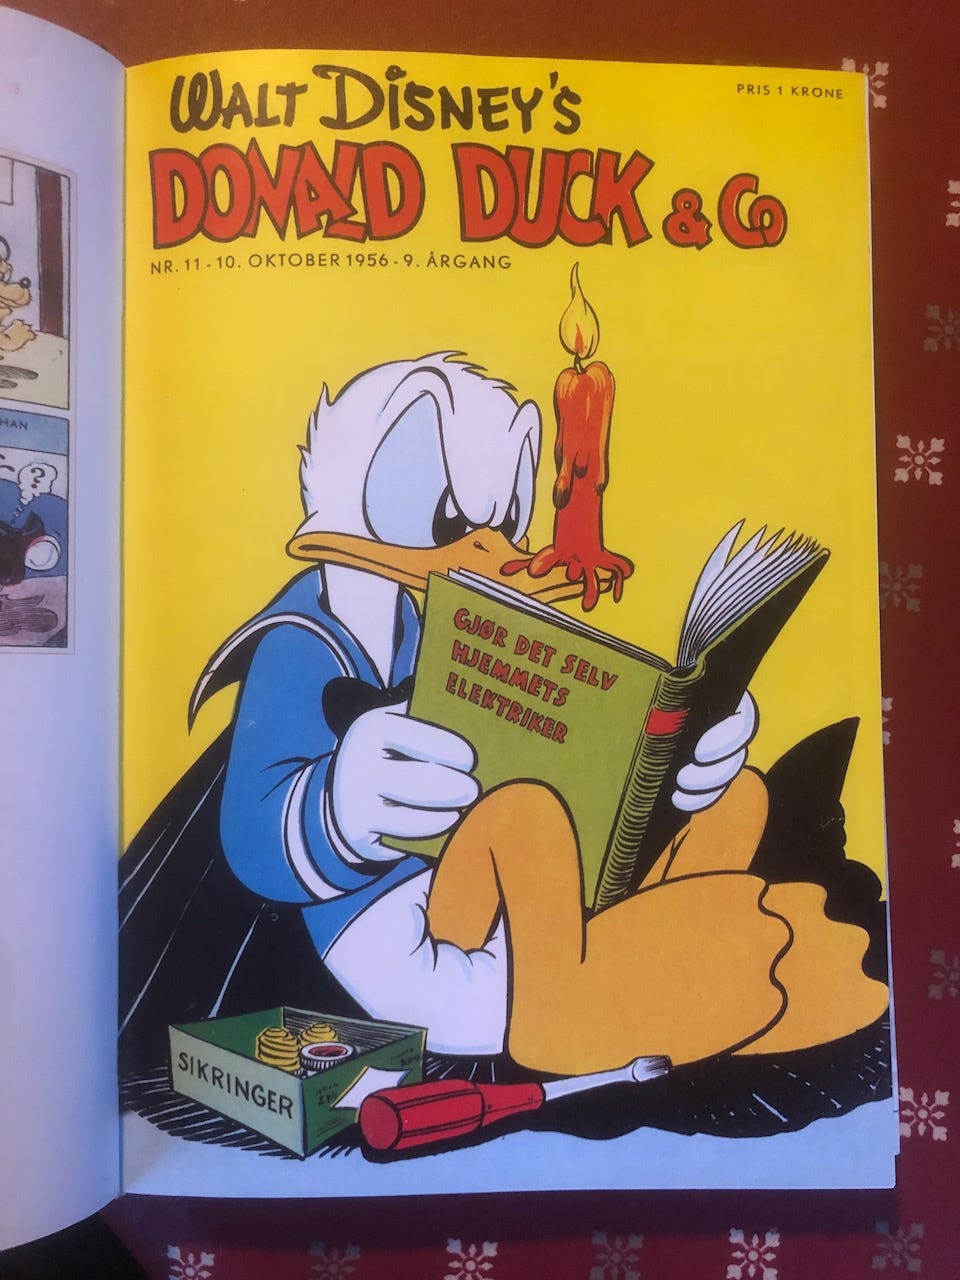 WALT DISNEY'S
PRIS 1 KRONE
DONALD DUCK & Co
NR. 11 - 10. OKTOBER 1956 - 9. ÅRGANG
HAN
?
GJØR DET SELV
HJEMMETS
ELEKTRIKER
SIKRINGER